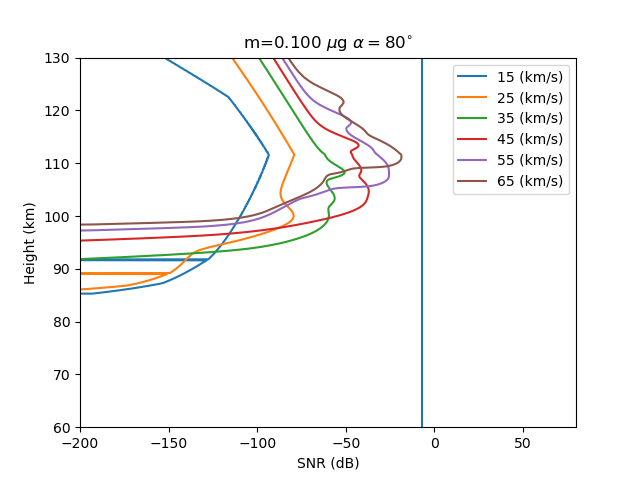 m=0.100 μg α = 80°
130
120
110
100
90
80
70
60
Height (km)
−200
−150
−100
−50
0
50
SNR (dB)
15 (km/s)
25 (km/s)
35 (km/s)
45 (km/s)
55 (km/s)
65 (km/s)